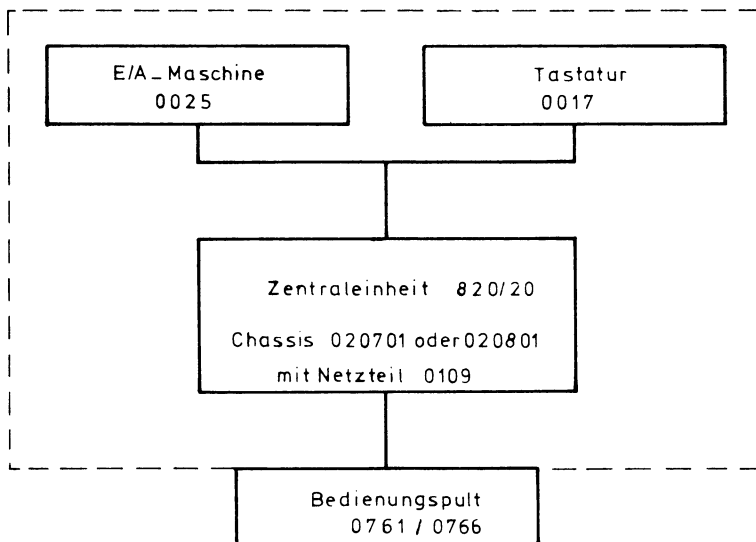 E/A_Maschine
0025
Tastatur
0017
Zentraleinheit 820/20
Chassis 020701 oder 020801
mit Netzteil 0109
Bedienungspult
0761 / 0766